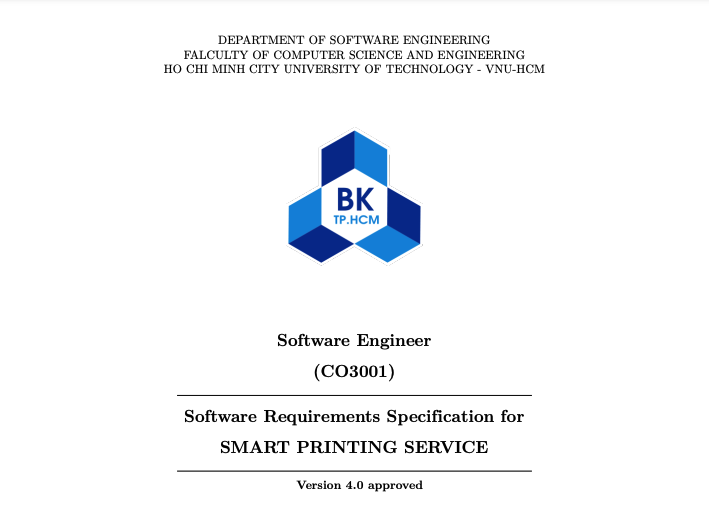 DEPARTMENT OF SOFTWARE ENGINEERING
FALCULTY OF COMPUTER SCIENCE AND ENGINEERING
HO CHI MINH CITY UNIVERSITY OF TECHNOLOGY - VNU-HCM
BK
TP.HCM
Software Engineer
(CO3001)
Software Requirements Specification for
SMART PRINTING SERVICE
Version 4.0 approved